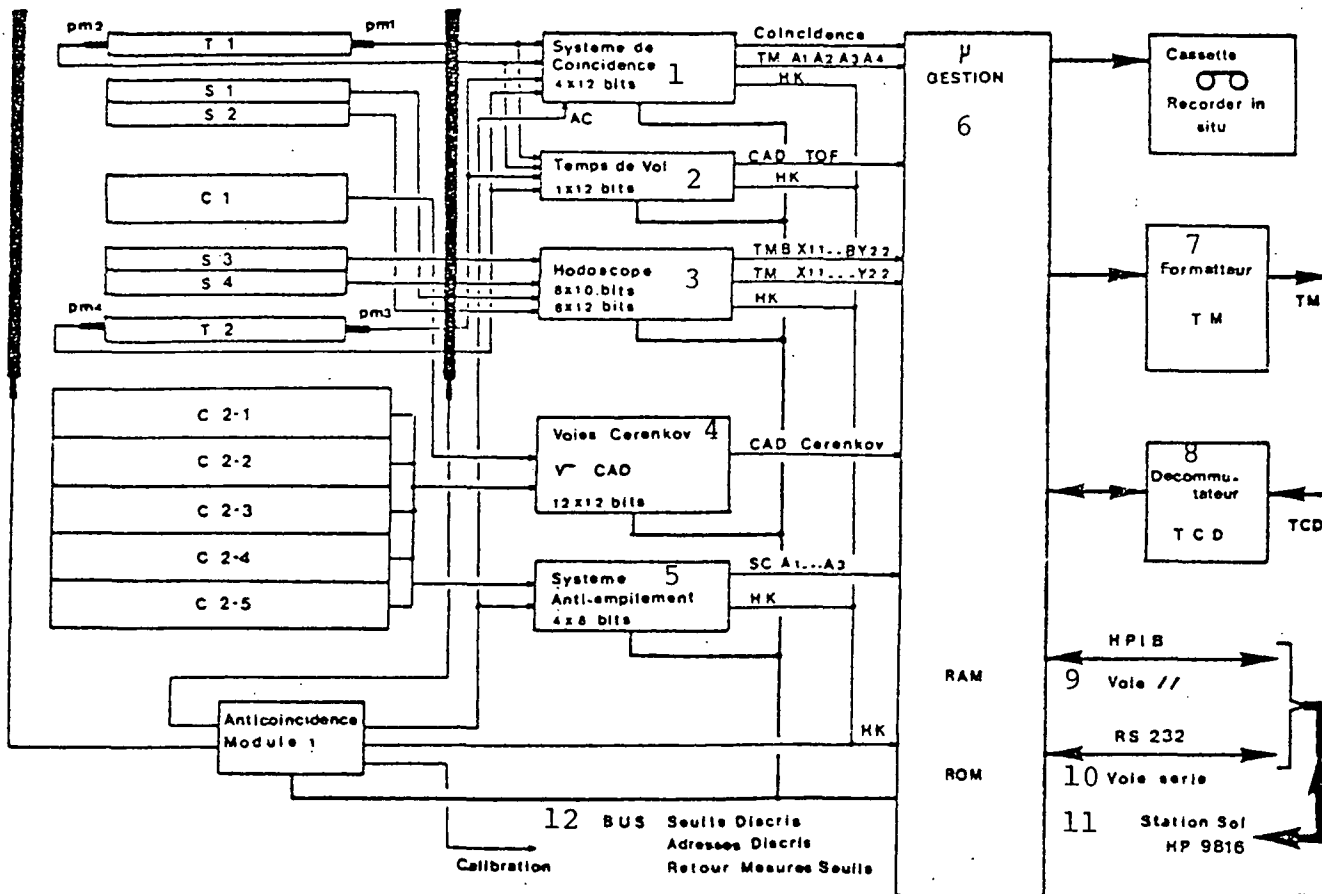 pm2
T 1
pm1
S 1
S 2
C 1
S 3
S 4
pm4
T 2
pm3
C 2-1
C 2-2
C 2-3
C 2-4
C 2-5
Anticoincidence
Module 1
Calibration
Systeme de
Coincidence
4X12 bits
1
AC
Temps de Vol
1X12 bits
2
Hodoscope
8X10.bits
8X12 bits
3
Voies Cerenkov
4
V‾ CAD
12X12 bits
Systeme
Anti-empilement
4x8 bits
5
Coincidence
TM A1 A2 A3 A4
HK
CAD TOF
HK
TMB X11...BY22
TM X11...Y22
HK
CAD Cerenkov
SC A1...A3
HK
HK
12 BUS Seuils Discris
Adresses Discris
Retour Mesures Seuils
µ
GESTION
6
RAM
ROM
Cassette
Recorder in
situ
7
Formatteur
TM
TM
8
Decommu-
tateur
TCD
TCD
HPIB
9 Voie //
RS 232
10 Voie serie
11 Station Sol
HP 9816